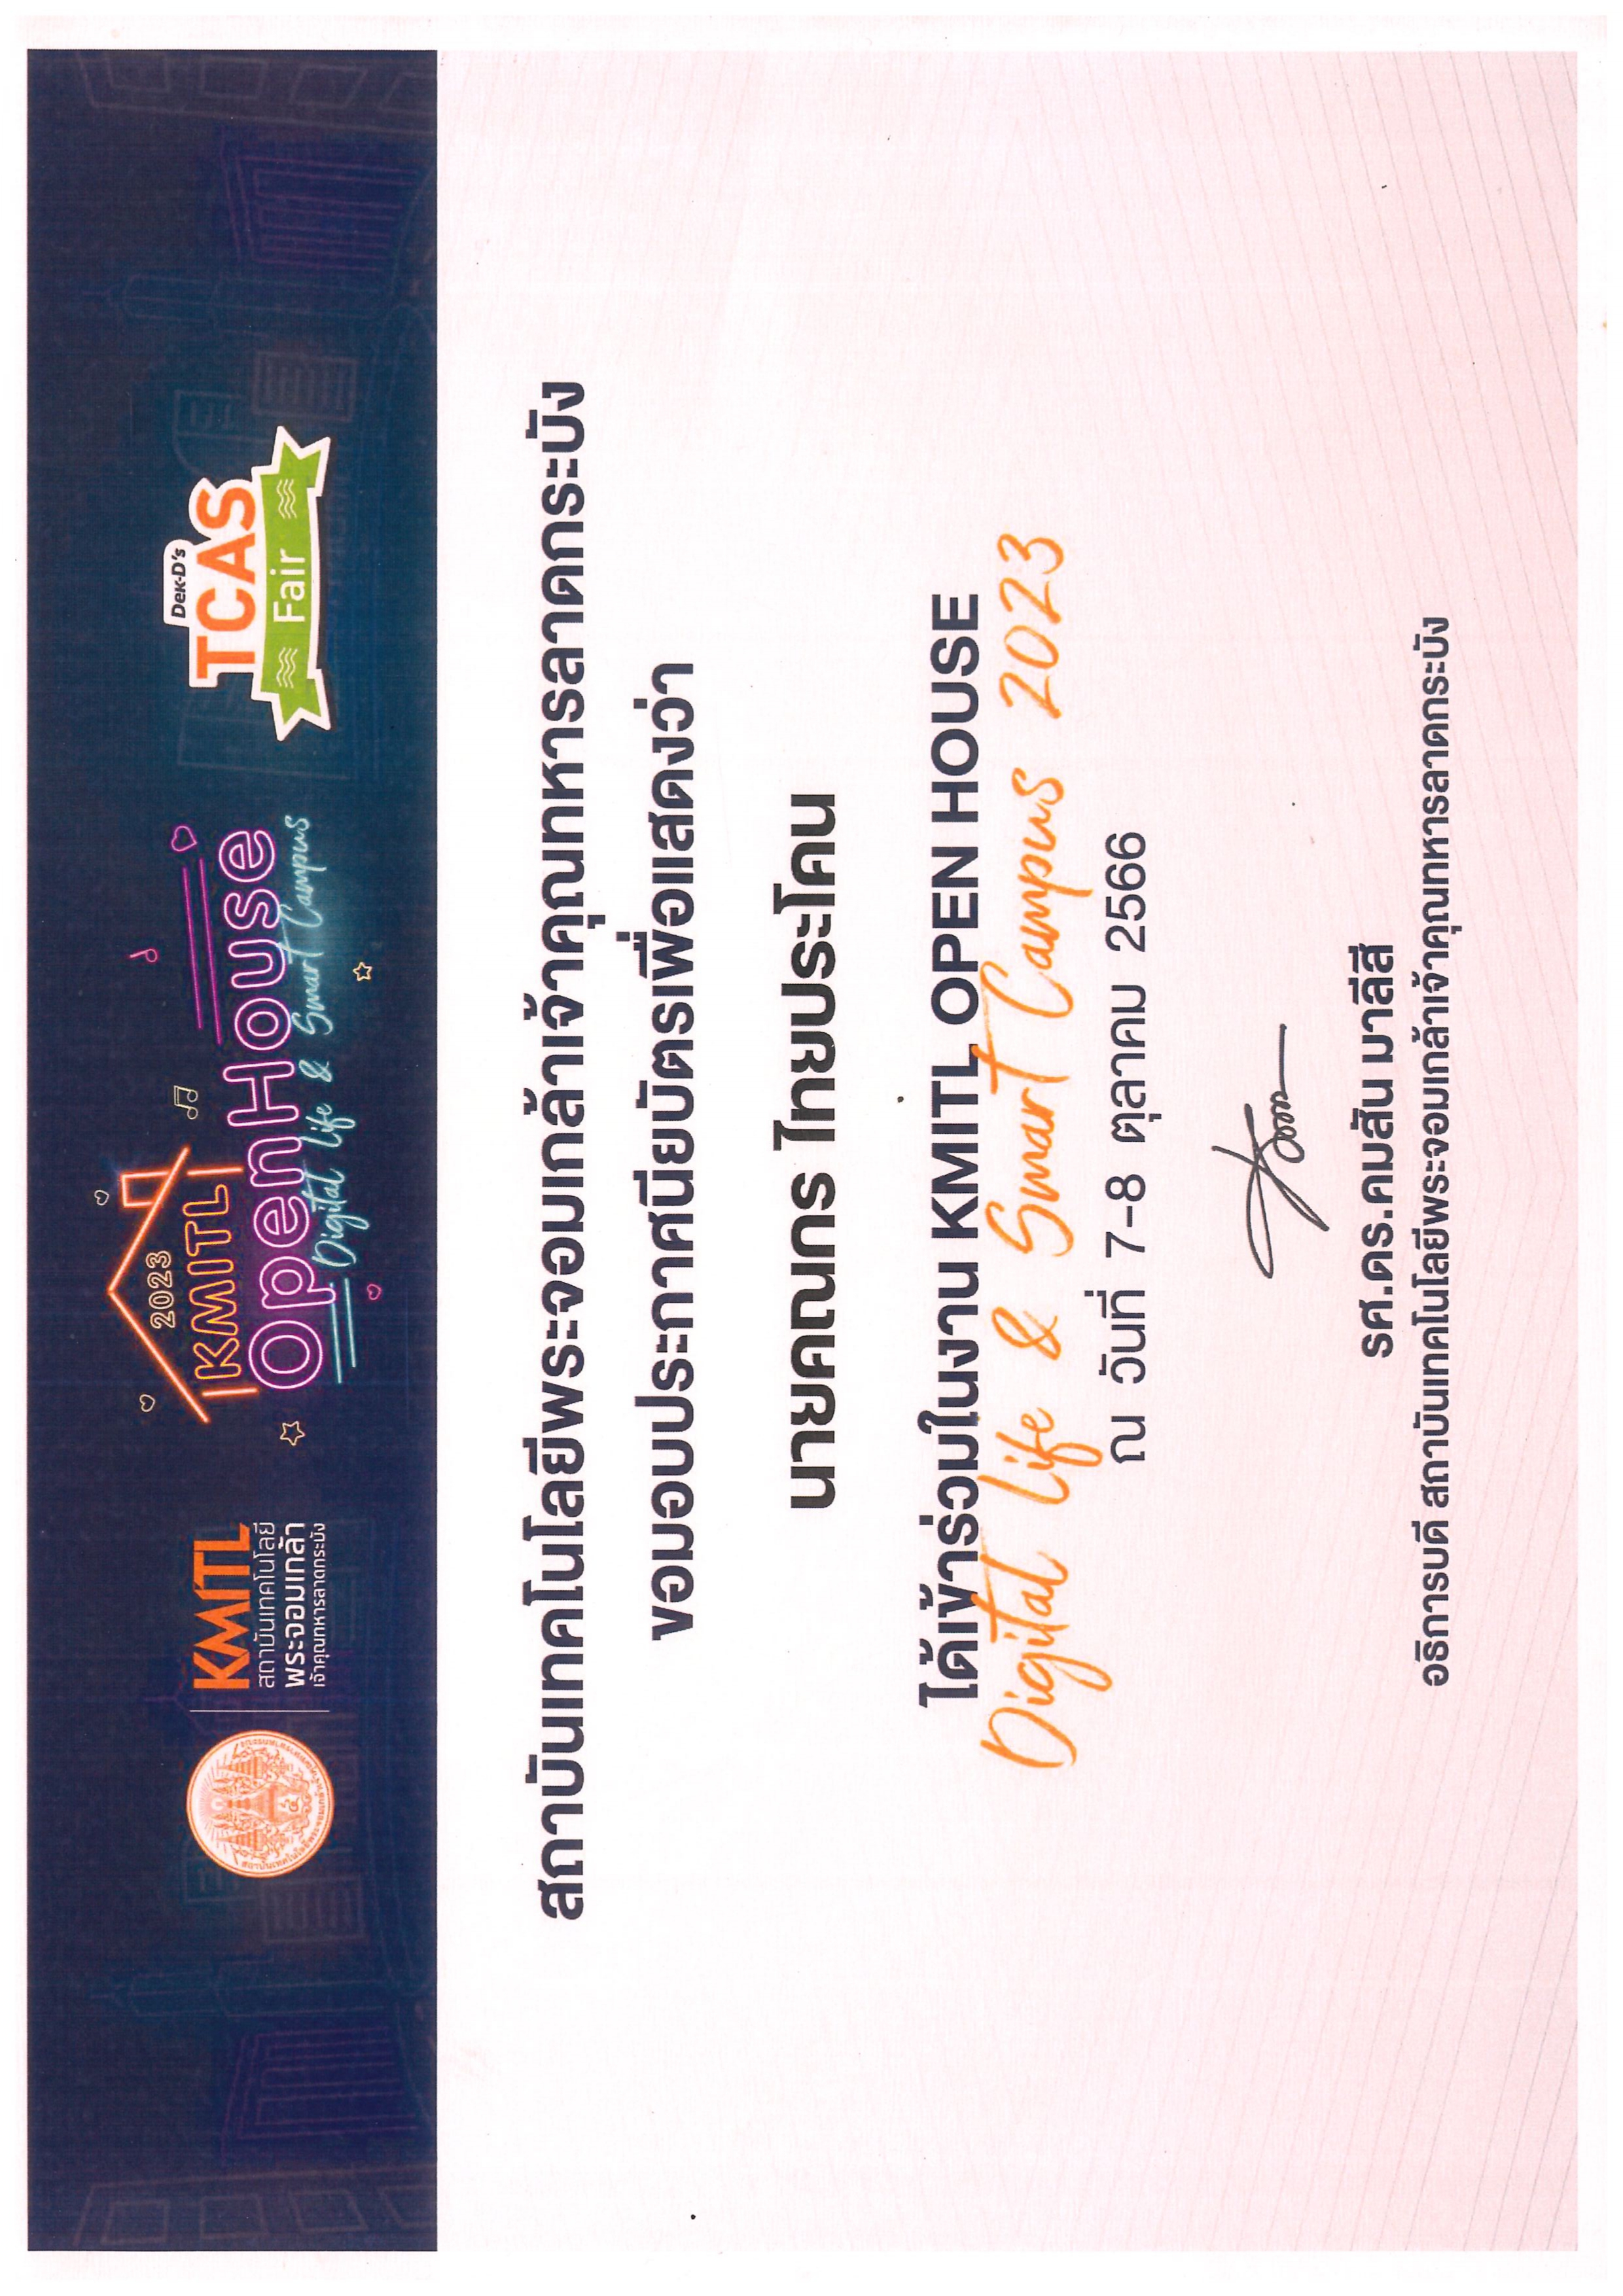 KMITL
สถาบันเทคโนโลยี
พระจอมเกล้า
เจ้าคุณทหารลาดกระบัง
2023
KMITL
OpenHouse
Digital Life & Smart Campus
Dek-D's
TCAS
Fair
สถาบันเทคโนโลยีพระจอมเกล้าเจ้าคุณทหารลาดกระบัง
ขอมอบประกาศนียบัตรเพื่อแสดงว่า
นายคณกร ไทยประโคน
ได้เข้าร่วมในงาน KMITL OPEN HOUSE
Digital Life & Smart Campus 2023
ณ วันที่ 7-8 ตุลาคม 2566
รศ.ดร.คมสัน มาลีสี
อธิการบดี สถาบันเทคโนโลยีพระจอมเกล้าเจ้าคุณทหารลาดกระบัง